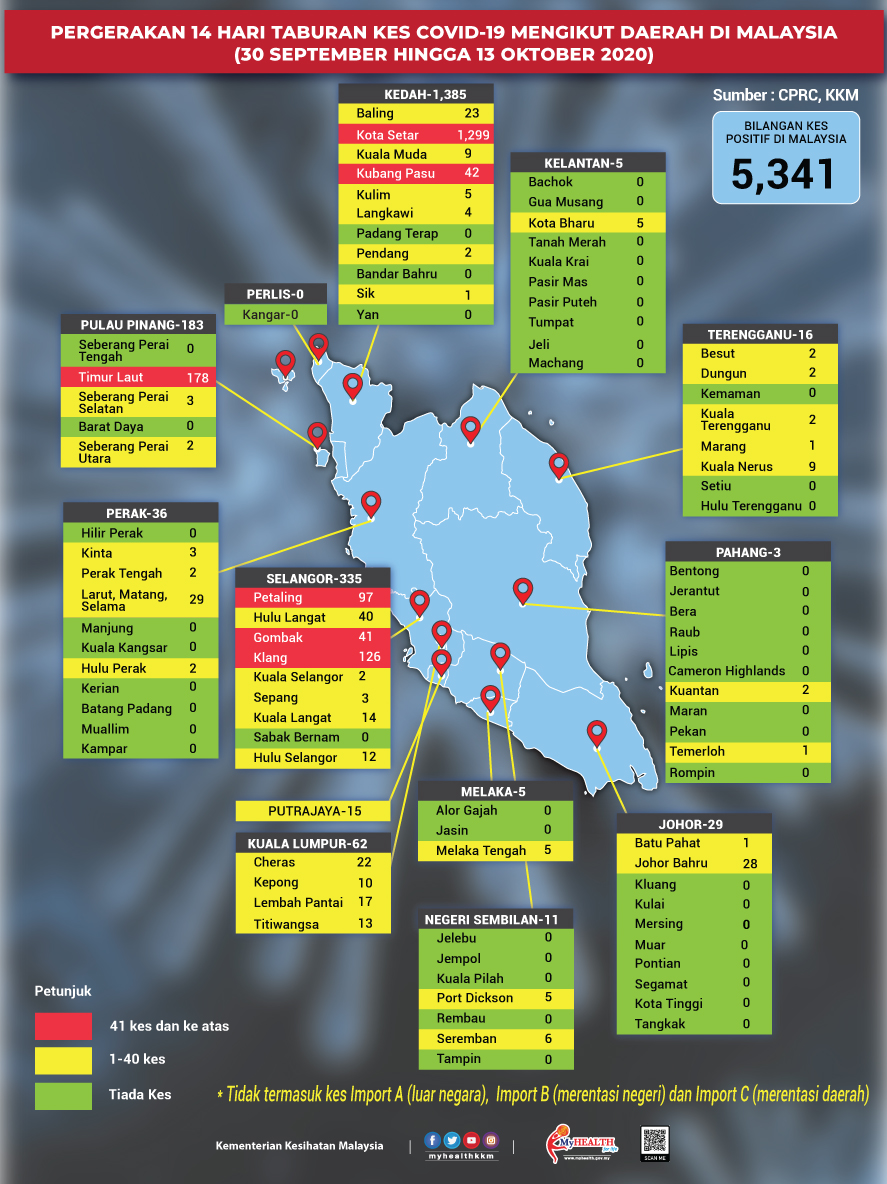 PERGERAKAN 14 HARI TABURAN KES COVID-19 MENGIKUT DAERAH DI MALAYSIA
(30 SEPTEMBER HINGGA 13 OKTOBER 2020)
Sumber : CPRC, KKM
BILANGAN KES
POSITIF DI MALAYSIA
5,341
KEDAH-1,385
Baling 23
Kota Setar 1,299
Kuala Muda 9
Kubang Pasu 42
Kulim 5
Langkawi 4
Padang Terap 0
Pendang 2
Bandar Bahru 0
Sik 1
Yan 0
KELANTAN-5
Bachok 0
Gua Musang 0
Kota Bharu 5
Tanah Merah 0
Kuala Krai 0
Pasir Mas 0
Pasir Puteh 0
Tumpat 0
Jeli 0
Machang 0
PERLIS-0
Kangar-0
PULAU PINANG-183
Seberang Perai
Tengah 0
Timur Laut 178
Seberang Perai
Selatan 3
Barat Daya 0
Seberang Perai
Utara 2
TERENGGANU-16
Besut 2
Dungun 2
Kemaman 0
Kuala
Terengganu 2
Marang 1
Kuala Nerus 9
Setiu 0
Hulu Terengganu 0
PERAK-36
Hilir Perak 0
Kinta 3
Perak Tengah 2
Larut, Matang,
Selama 29
Manjung 0
Kuala Kangsar 0
Hulu Perak 2
Kerian 0
Batang Padang 0
Muallim 0
Kampar 0
SELANGOR-335
Petaling 97
Hulu Langat 40
Gombak 41
Klang 126
Kuala Selangor 2
Sepang 3
Kuala Langat 14
Sabak Bernam 0
Hulu Selangor 12
PAHANG-3
Bentong 0
Jerantut 0
Bera 0
Raub 0
Lipis 0
Cameron Highlands 0
Kuantan 2
Maran 0
Pekan 0
Temerloh 1
Rompin 0
PUTRAJAYA-15
KUALA LUMPUR-62
Cheras 22
Kepong 10
Lembah Pantai 17
Titiwangsa 13
MELAKA-5
Alor Gajah 0
Jasin 0
Melaka Tengah 5
NEGERI SEMBILAN-11
Jelebu 0
Jempol 0
Kuala Pilah 0
Port Dickson 5
Rembau 0
Seremban 6
Tampin 0
JOHOR-29
Batu Pahat 1
Johor Bahru 28
Kluang 0
Kulai 0
Mersing 0
Muar 0
Pontian 0
Segamat 0
Kota Tinggi 0
Tangkak 0
Petunjuk
41 kes dan ke atas
1-40 kes
Tiada Kes
* Tidak termasuk kes Import A (luar negara), Import B (merentasi negeri) dan Import C (merentasi daerah)
Kementerian Kesihatan Malaysia
myhealthkkm
MyHEALTH
for life
www.myhealth.gov.my
SCAN ME